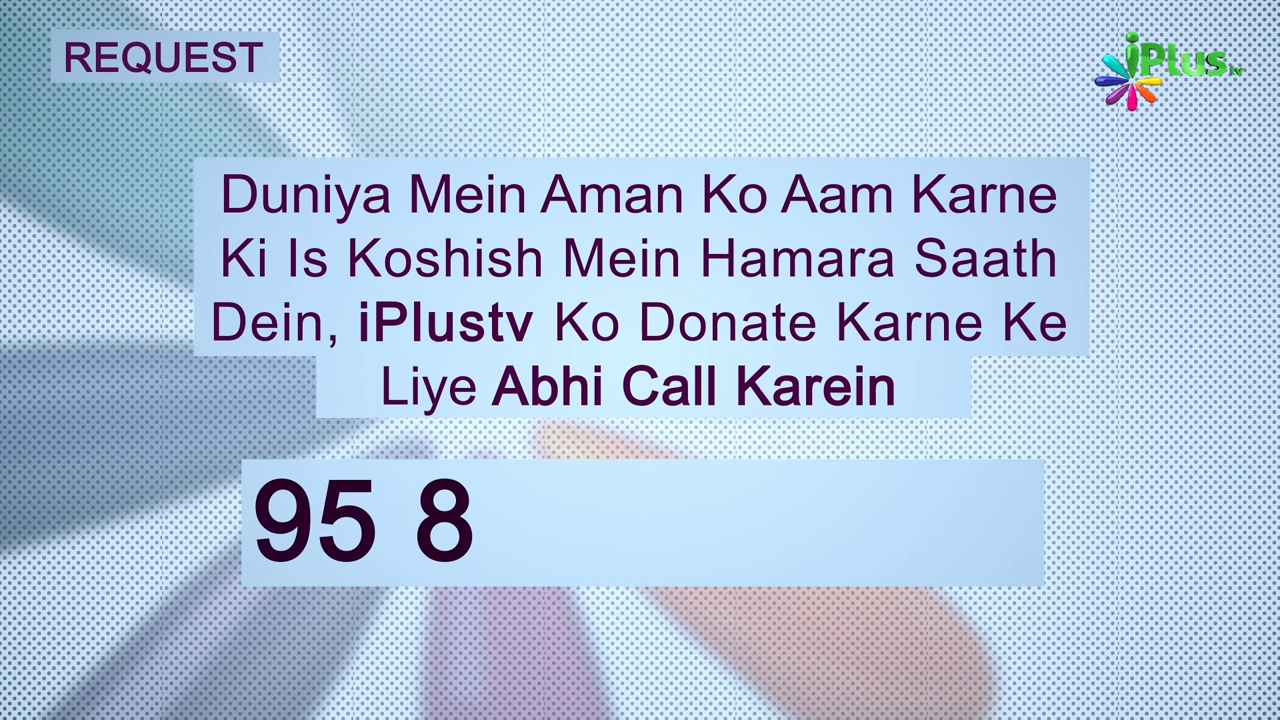 REQUEST
iPlus tv
Duniya Mein Aman Ko Aam Karne
Ki Is Koshish Mein Hamara Saath
Dein, iPlustv Ko Donate Karne Ke
Liye Abhi Call Karein
95 8